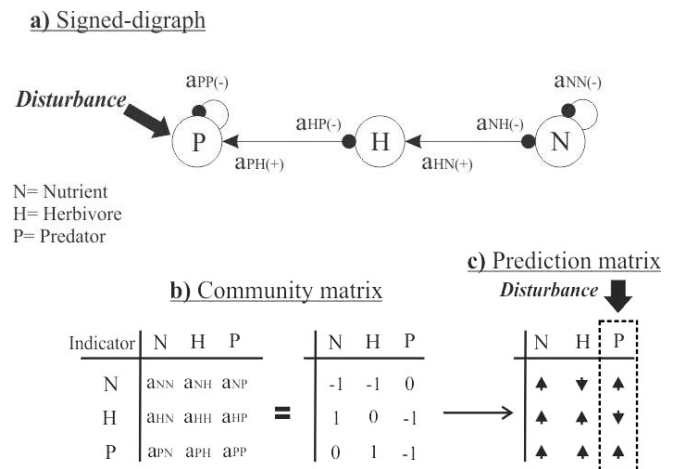 a) Signed-digraph
aPP(-)
aNN(-)
Disturbance
P
aHP(-)
aPH(+)
H
aNH(-)
aHN(+)
N
N= Nutrient
H= Herbivore
P= Predator
b) Community matrix
Indicator N H P
N aNN aNH aNP
H aHN aHH aHP
P aPN aPH aPP
=
N H P
-1 -1 0
1 0 -1
0 1 -1
c) Prediction matrix
Disturbance
N H P